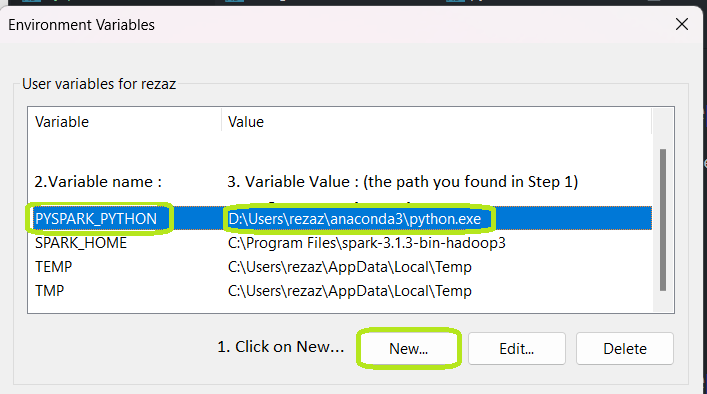 Environment Variables
User variables for rezaz
Variable Value
2.Variable name : 3. Variable Value : (the path you found in Step 1)
PYSPARK_PYTHON D:\Users\rezaz\anaconda3\python.exe
SPARK_HOME C:\Program Files\spark-3.1.3-bin-hadoop3
TEMP C:\Users\rezaz\AppData\Local\Temp
TMP C:\Users\rezaz\AppData\Local\Temp
1. Click on New... New... Edit... Delete